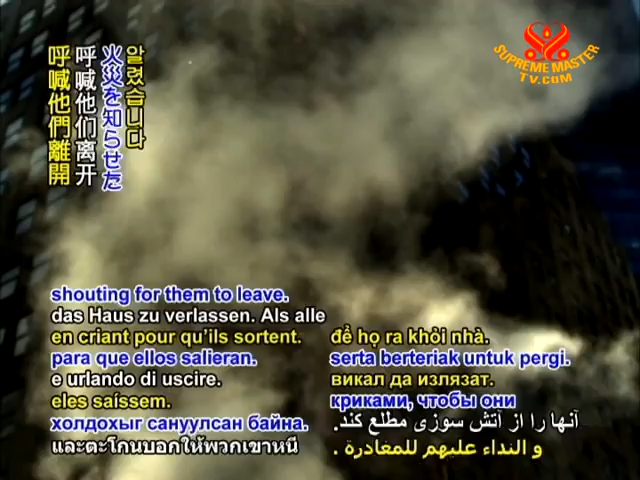 SUPREME MASTER
TV.COM
알렸습니다
火災を知らせた
呼喊他们离开
呼喊他們離開
shouting for them to leave.
das Haus zu verlassen. Als alle
en criant pour qu'ils sortent.
para que ellos salieran.
e urlando di uscire.
eles saíssem.
холдохыг сануулсан байна.
และตะโกนบอกให้พวกเขาหนี
để họ ra khỏi nhà.
serta berteriak untuk pergi.
викал да излязат.
криками, чтобы они
آنها را از آتش سوزی مطلع کند.
و النداء عليهم للمغادرة .